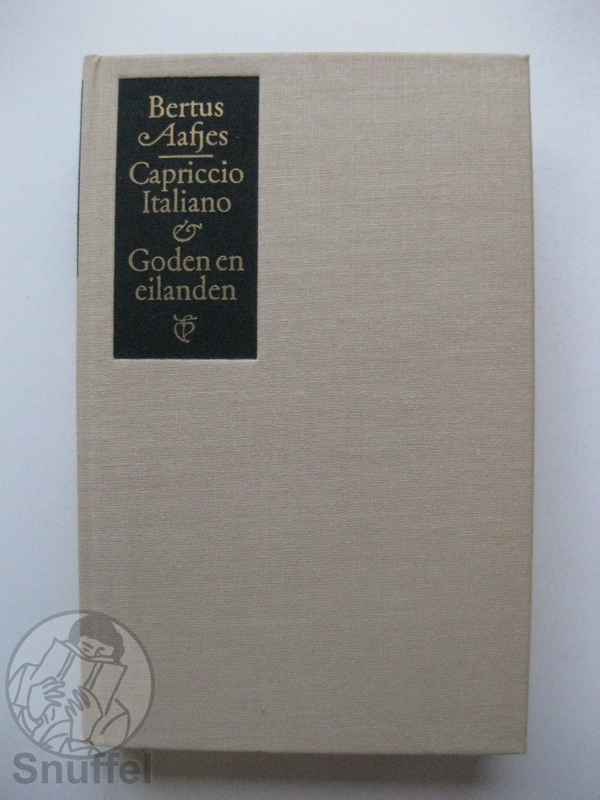 Bertus
Aafjes
Capriccio
Italiano
&
Goden en
eilanden
Snuffel